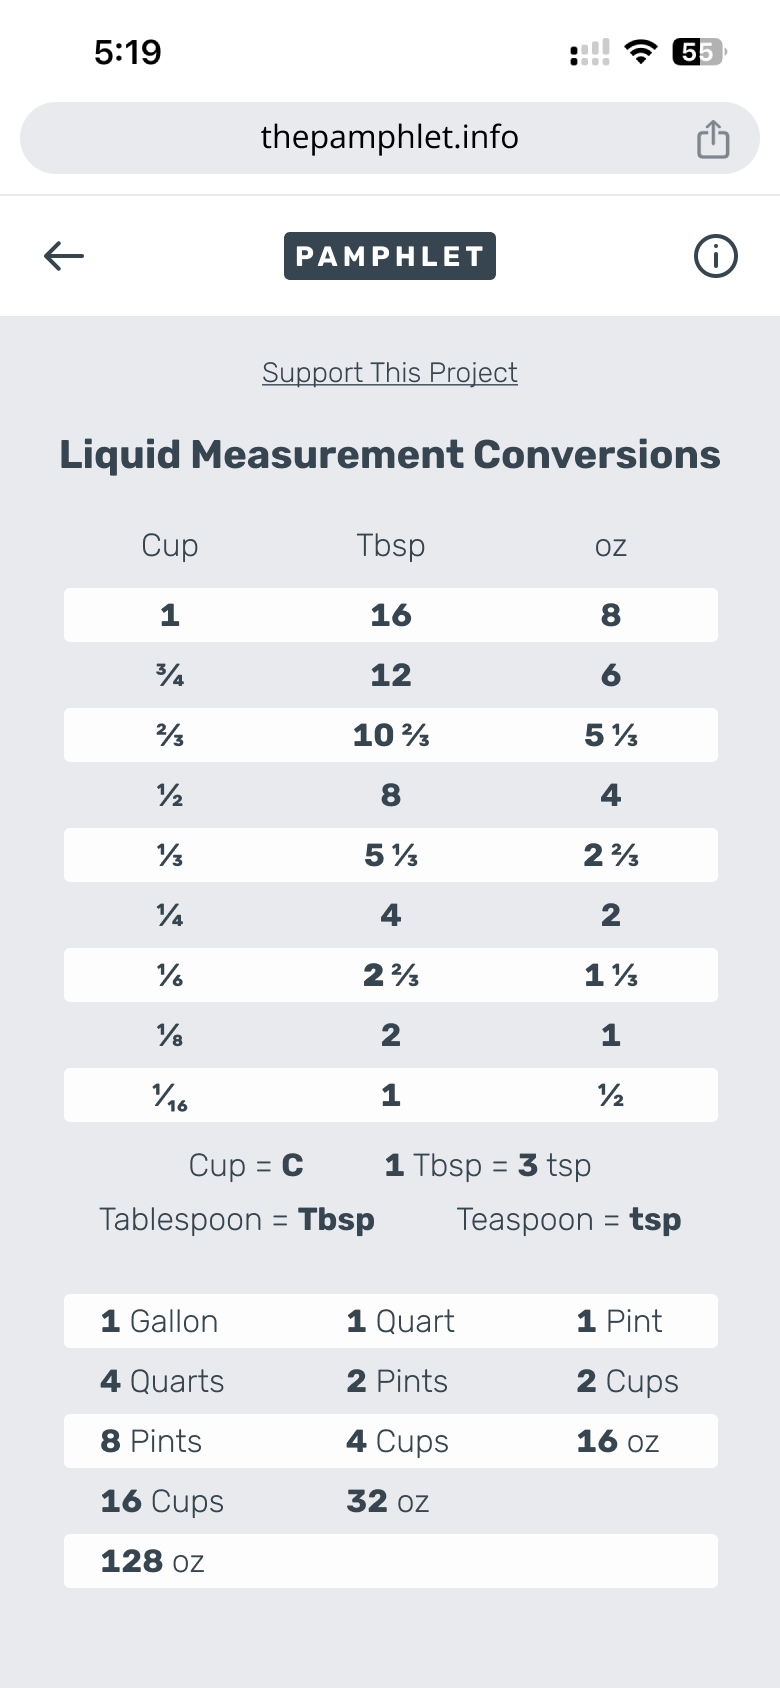 5:19
55
thepamphlet.info
PAMPHLET
Support This Project
Liquid Measurement Conversions
Cup Tbsp oz
1 16 8
¾ 12 6
⅔ 10 ⅔ 5 ⅓
½ 8 4
⅓ 5 ⅓ 2 ⅔
¼ 4 2
⅙ 2 ⅔ 1 ⅓
⅛ 2 1
1/16 1 ½
Cup = C 1 Tbsp = 3 tsp
Tablespoon = Tbsp Teaspoon = tsp
1 Gallon 1 Quart 1 Pint
4 Quarts 2 Pints 2 Cups
8 Pints 4 Cups 16 oz
16 Cups 32 oz
128 oz